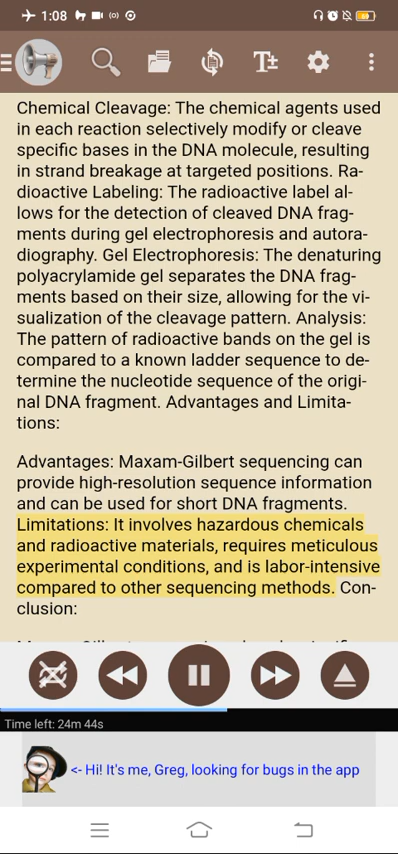 1:08
T±
Chemical Cleavage: The chemical agents used
in each reaction selectively modify or cleave
specific bases in the DNA molecule, resulting
in strand breakage at targeted positions. Ra-
dioactive Labeling: The radioactive label al-
lows for the detection of cleaved DNA frag-
ments during gel electrophoresis and autora-
diography. Gel Electrophoresis: The denaturing
polyacrylamide gel separates the DNA frag-
ments based on their size, allowing for the vi-
sualization of the cleavage pattern. Analysis:
The pattern of radioactive bands on the gel is
compared to a known ladder sequence to de-
termine the nucleotide sequence of the origi-
nal DNA fragment. Advantages and Limita-
tions:
Advantages: Maxam-Gilbert sequencing can
provide high-resolution sequence information
and can be used for short DNA fragments.
Limitations: It involves hazardous chemicals
and radioactive materials, requires meticulous
experimental conditions, and is labor-intensive
compared to other sequencing methods. Con-
clusion:
Time left: 24m 44s
<- Hi! It's me, Greg, looking for bugs in the app